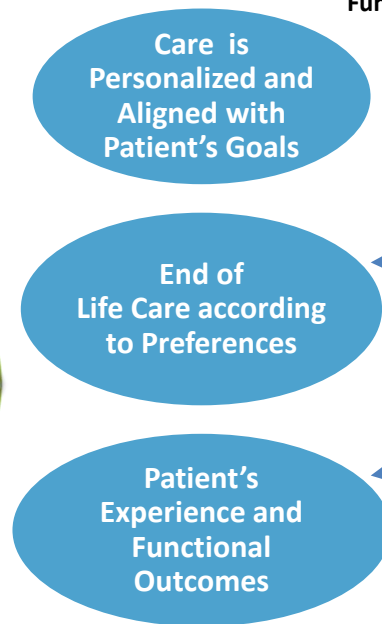 Fur
Care is
Personalized and
Aligned with
Patient's Goals
End of
Life Care according
to Preferences
Patient's
Experience and
Functional
Outcomes